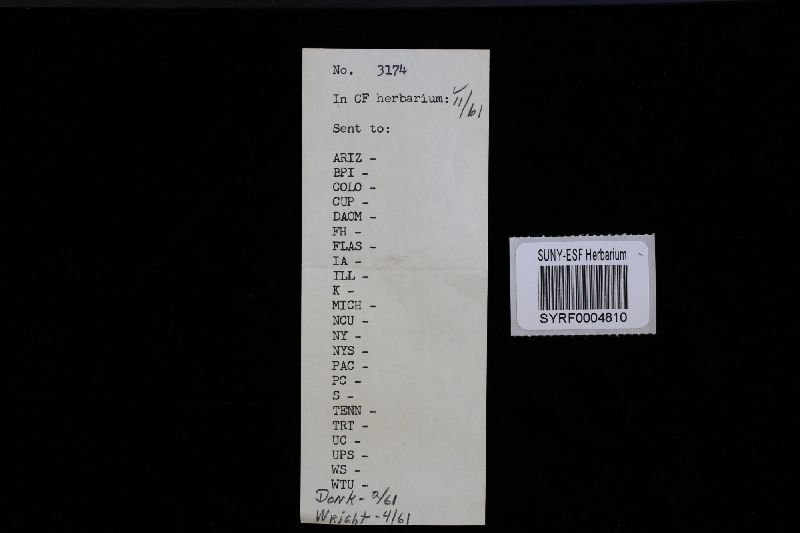 No. 3174
In CF herbarium: ✓ 11/61
Sent to:
ARIZ -
BPI -
COLO -
CUP -
DAOM -
FH -
FLAS -
IA -
ILL -
K -
MICH -
NCU -
NY -
NYS -
PAC -
PC -
S -
TENN -
TRT -
UC -
UPS -
WS -
WTU -
Donk - 2/61
Wright - 4/61
SUNY-ESF Herbarium
SYRF0004810